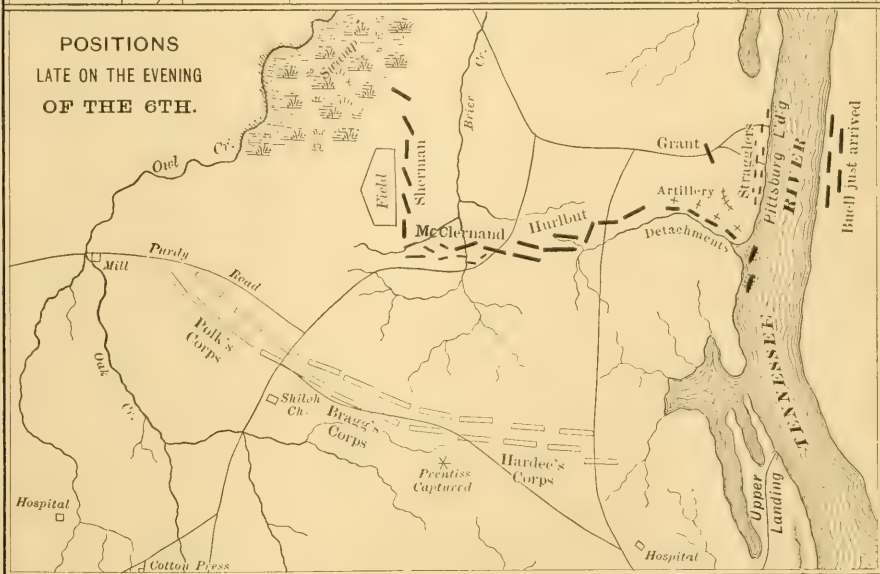 POSITIONS
LATE ON THE EVENING
OF THE 6TH.
Swamp
Brier
Cr.
Owl
Cr.
Field
Sherman
Grant
Stragglers
Pittsburg L'd'g
RIVER
Buell just arrived
Artillery
McClernand
Hurlbut
Detachments
Purdy
Road
Mill
Polk's
Corps
Oak
Cr.
Shiloh
Ch.
Bragg's
Corps
Prentiss
Captured
Hardee's
Corps
TENNESSEE
Upper
Landing
Hospital
Cotton Press
Hospital